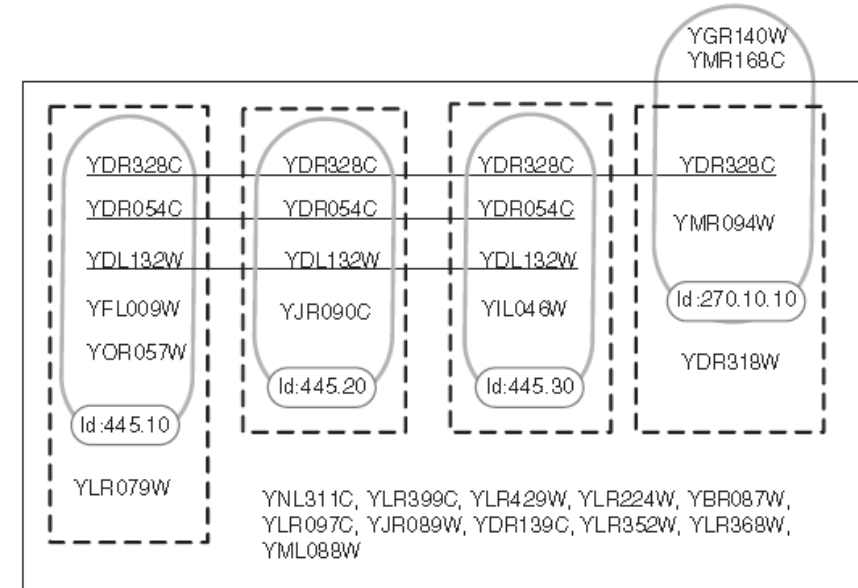 YGR140W
YMR168C
YDR328C YDR328C YDR328C YDR328C
YDR054C YDR054C YDR054C
YMR094W
YDL132W YDL132W YDL132W
YFL009W YJR090C YIL046W
Id:270.10.10
YOR057W
YDR318W
Id:445.20 Id:445.30
Id:445.10
YLR079W
YNL311C, YLR399C, YLR429W, YLR224W, YBR087W,
YLR097C, YJR089W, YDR139C, YLR352W, YLR368W,
YML088W